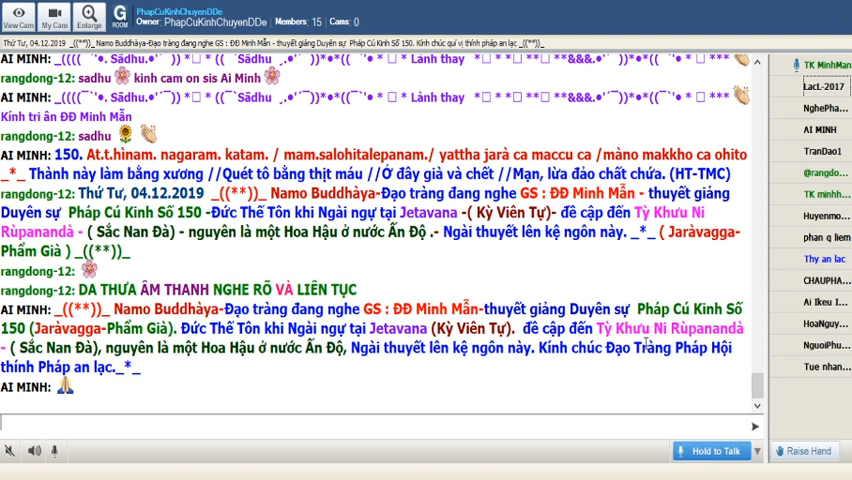 View Cam
My Cam
Enlarge
G
ROOM
PhapCuKinhChuyenDDe
Owner: PhapCuKinhChuyenDDe Members: 15 Cams: 0
Thứ Tư, 04.12.2019 _((**)_ Namo Buddhàya-Đạo tràng đang nghe GS : ĐĐ Minh Mẫn - thuyết giảng Duyên sự Pháp Cú Kinh Số 150. Kính chúc quí vị thính pháp an lạc _((**)_
rangdong-12: sadhu kinh cam on sis Ai Minh
Kính tri ân ĐĐ Minh Mẫn
rangdong-12: sadhu
AI MINH: 150. At.t.hìnam. nagaram. katam. / mam.salohitalepanam./ yattha jarà ca maccu ca /màno makkho ca ohito
_*_ Thành này làm bằng xương //Quét tô bằng thịt máu //Ở đây già và chết //Mạn, lừa đảo chất chứa. (HT-TMC)
rangdong-12: Thứ Tư, 04.12.2019 _((**)_ Namo Buddhàya-Đạo tràng đang nghe GS : ĐĐ Minh Mẫn - thuyết giảng
Duyên sự Pháp Cú Kinh Số 150 -Đức Thế Tôn khi Ngài ngự tại Jetavana -( Kỳ Viên Tự)- đề cập đến Tỳ Khưu Ni
Rùpanandà - ( Sắc Nan Đà) - nguyên là một Hoa Hậu ở nước Ấn Độ .- Ngài thuyết lên kệ ngôn này. _*_ ( Jaràvagga-
Phẩm Già ) _((**)_
rangdong-12:
rangdong-12: DA THƯA ÂM THANH NGHE RÕ VÀ LIÊN TỤC
AI MINH: _((**)_ Namo Buddhàya-Đạo tràng đang nghe GS : ĐĐ Minh Mẫn-thuyết giảng Duyên sự Pháp Cú Kinh Số
150 (Jaràvagga-Phẩm Già). Đức Thế Tôn khi Ngài ngự tại Jetavana (Kỳ Viên Tự). đề cập đến Tỳ Khưu Ni Rùpanandà
- ( Sắc Nan Đà), nguyên là một Hoa Hậu ở nước Ấn Độ, Ngài thuyết lên kệ ngôn này. Kính chúc Đạo Tràng Pháp Hội
thính Pháp an lạc._*_
AI MINH:
Hold to Talk
Raise Hand
TK MinhMan
LacL-2017
NghePha...
AI MINH
TranDao1
@rangdo...
TK minhh...
Huyenmo...
phan q liem
Thy an lac
CHAUPHA...
Ai Ikeu I ...
HoaNguy...
NguoiPhu...
Tue nhan...